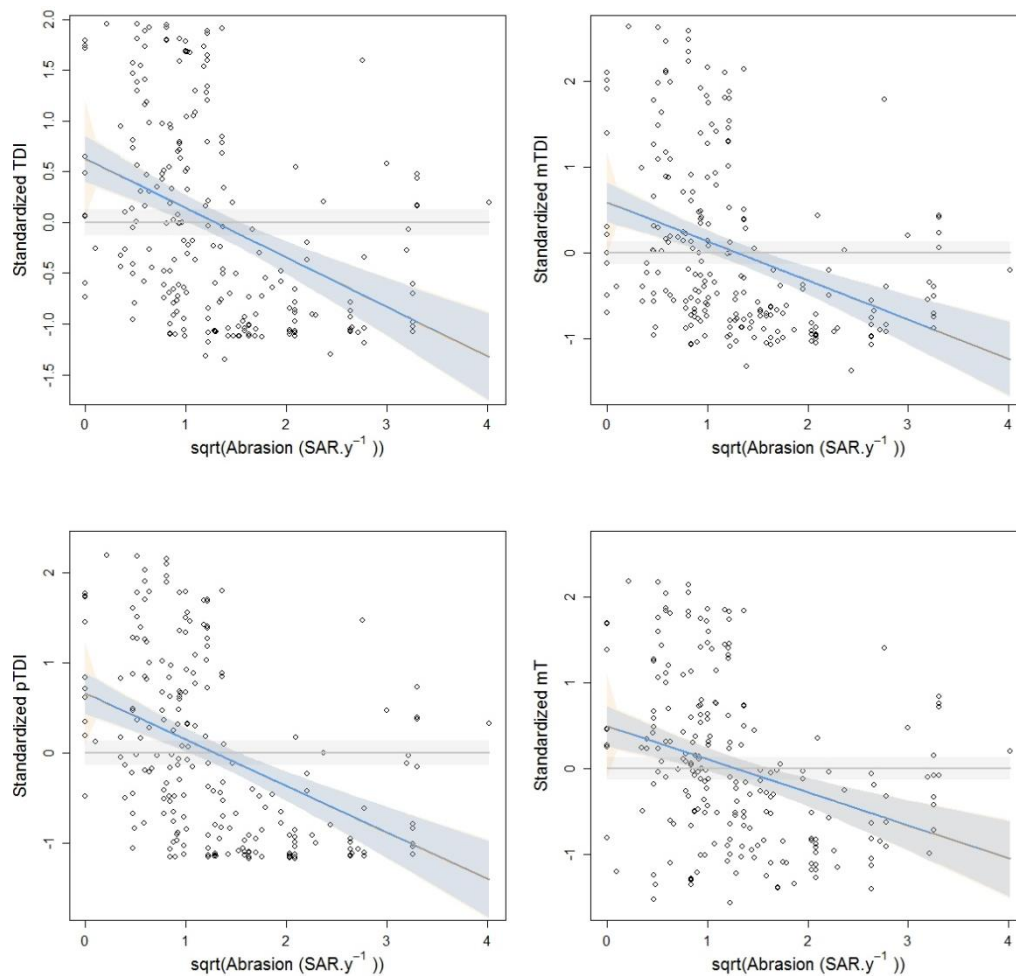 Standardized TDI
2.0
1.5
1.0
0.5
0.0
-0.5
-1.0
-1.5
0 1 2 3 4
sqrt(Abrasion (SAR.y⁻¹ ))
Standardized mTDI
2
1
0
-1
0 1 2 3 4
sqrt(Abrasion (SAR.y⁻¹ ))
Standardized pTDI
2
1
0
-1
0 1 2 3 4
sqrt(Abrasion (SAR.y⁻¹ ))
Standardized mT
2
1
0
-1
0 1 2 3 4
sqrt(Abrasion (SAR.y⁻¹ ))